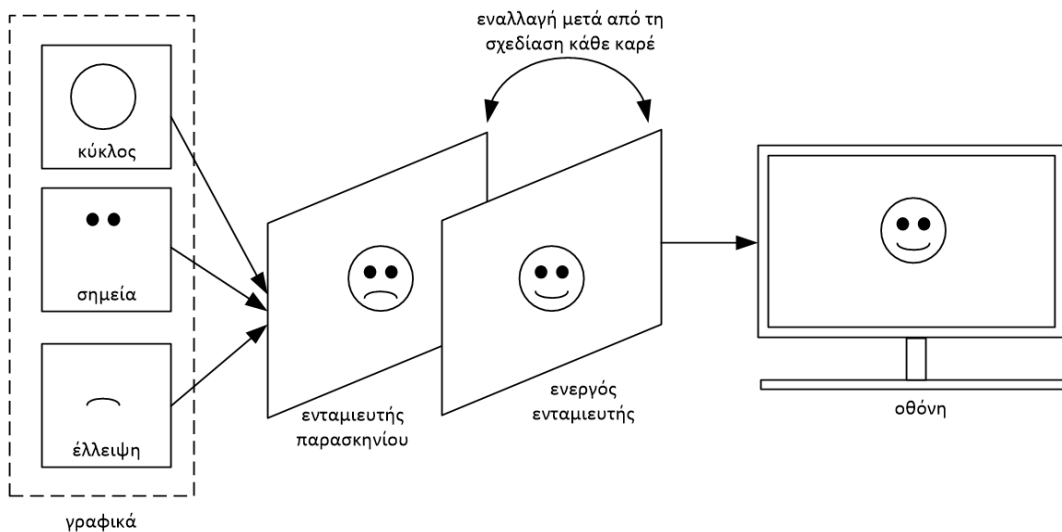 εναλλαγή μετά από τη
σχεδίαση κάθε καρέ
κύκλος
σημεία
έλλειψη
γραφικά
ενταμιευτής
παρασκηνίου
ενεργός
ενταμιευτής
οθόνη